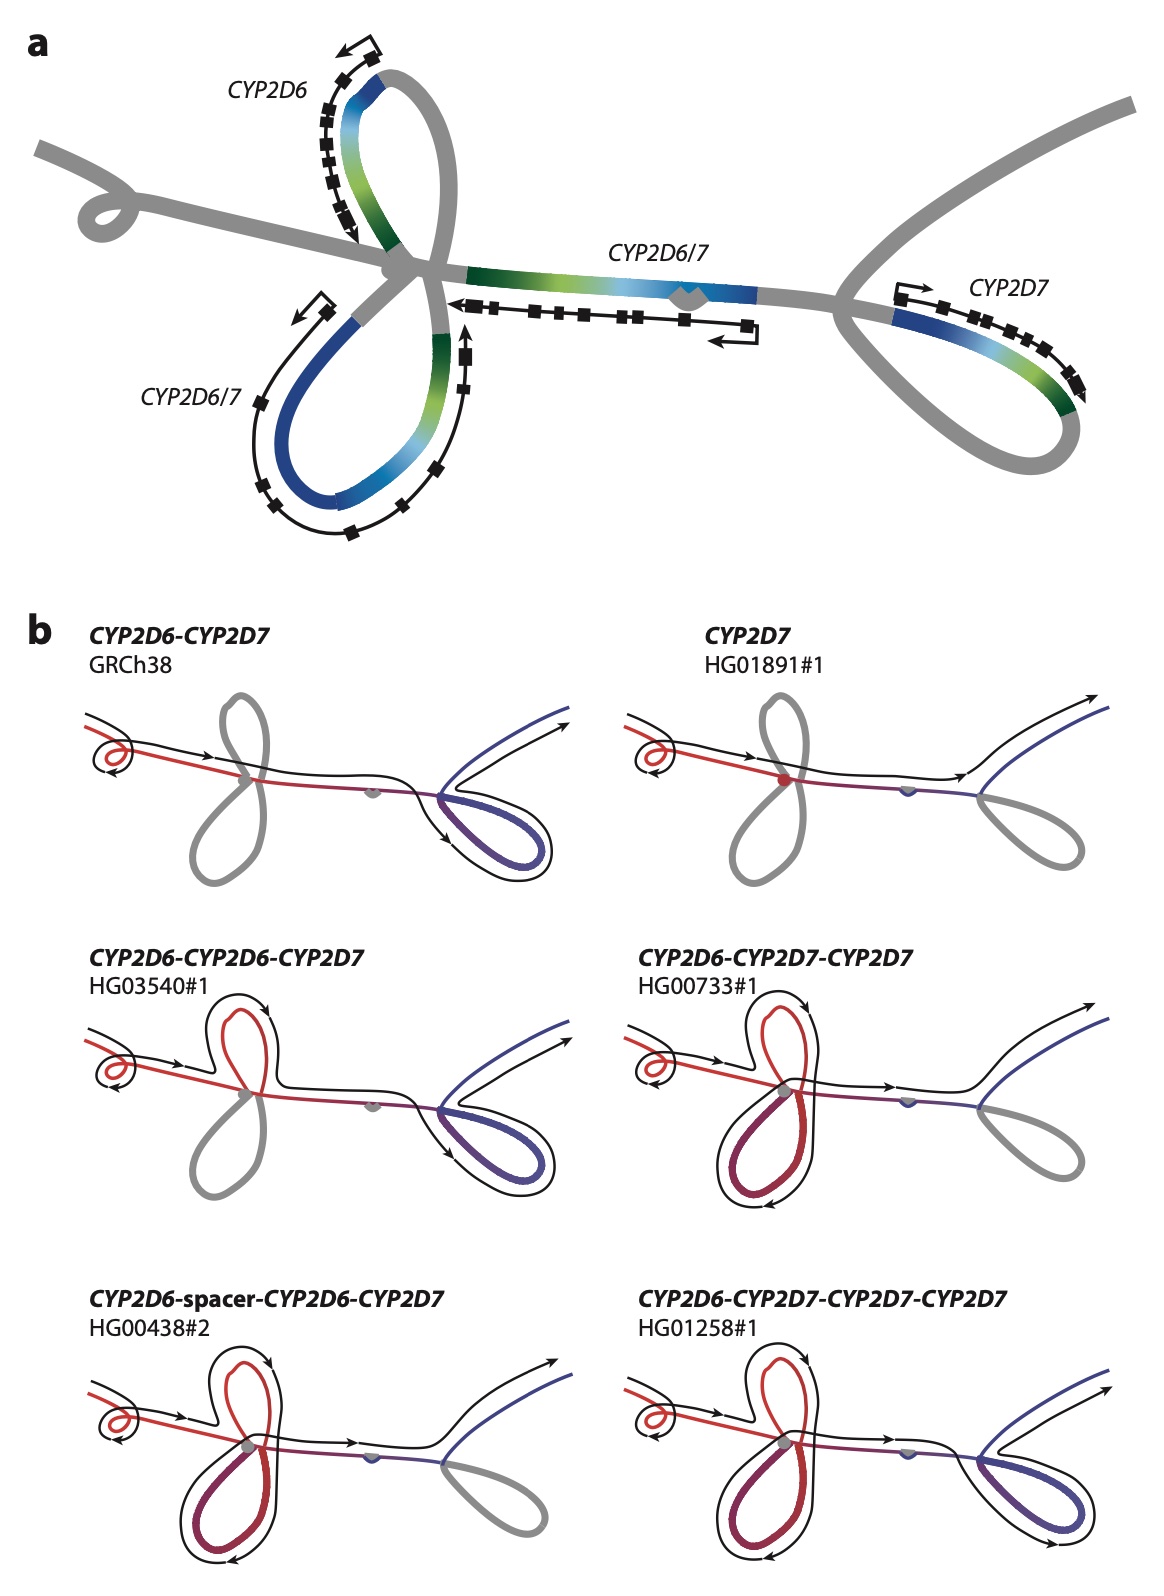 a
CYP2D6
CYP2D6/7
CYP2D7
CYP2D6/7
b
CYP2D6-CYP2D7
GRCh38
CYP2D7
HG01891#1
CYP2D6-CYP2D6-CYP2D7
HG03540#1
CYP2D6-CYP2D7-CYP2D7
HG00733#1
CYP2D6-spacer-CYP2D6-CYP2D7
HG00438#2
CYP2D6-CYP2D7-CYP2D7-CYP2D7
HG01258#1